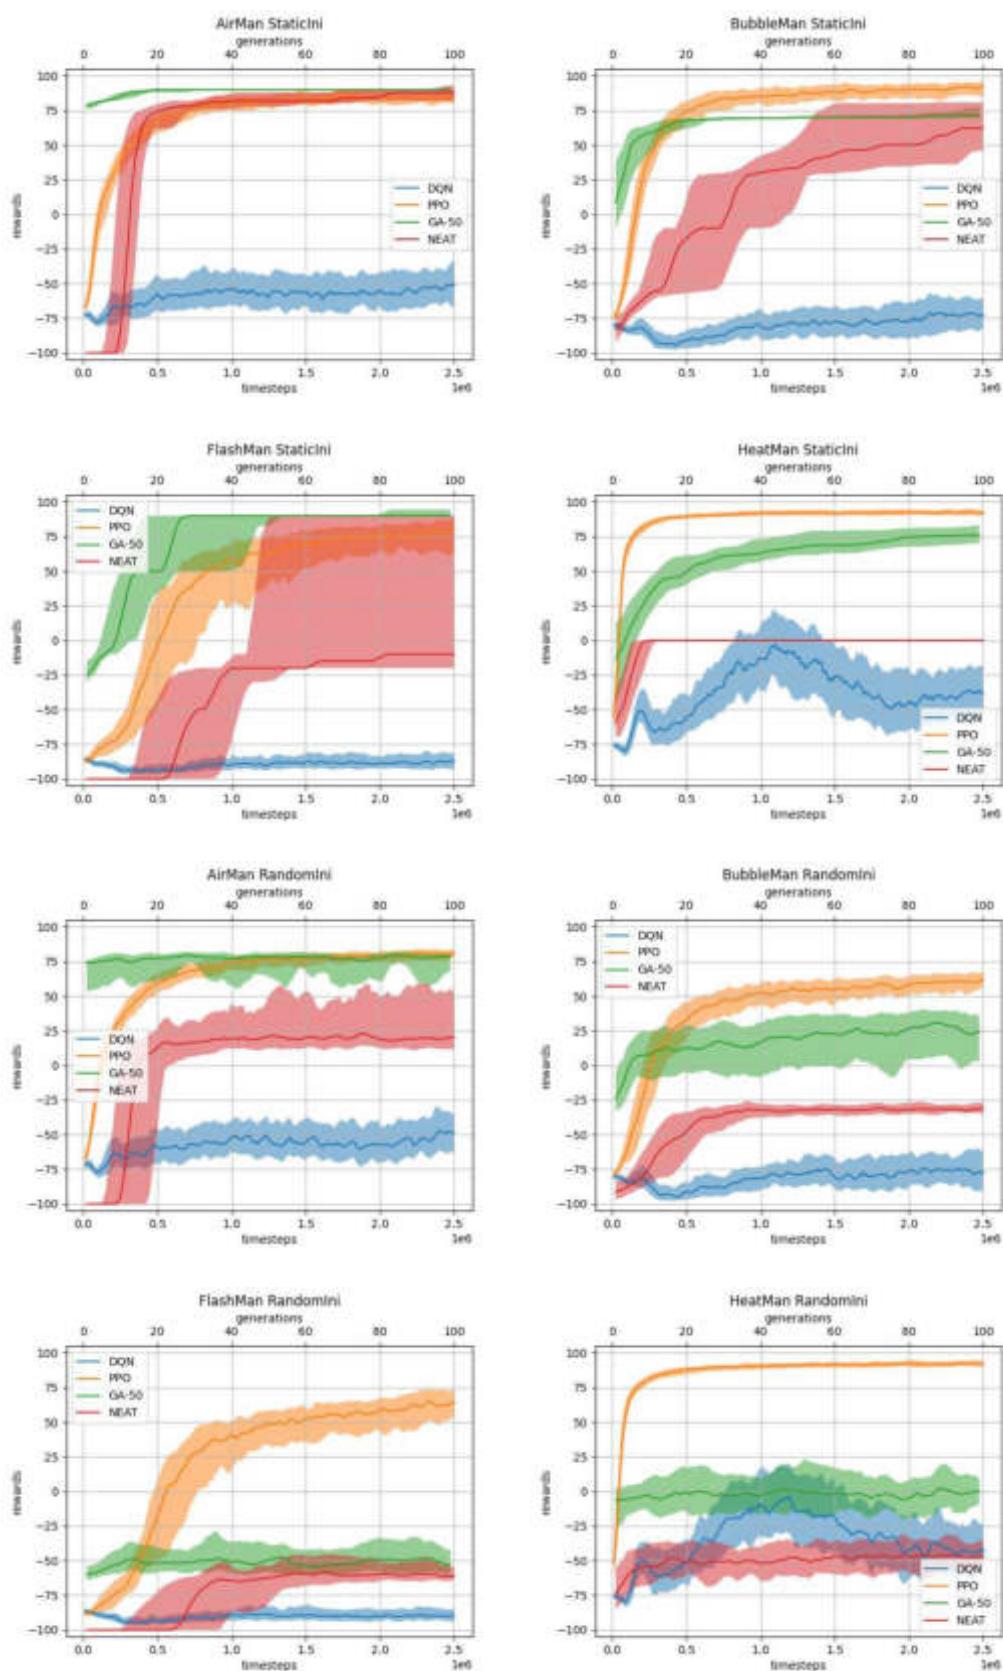 AirMan StaticIni
generations
0 20 40 60 80 100
100
75
50
25
0
−25
−50
−75
−100
rewards
DQN
PPO
GA-50
NEAT
0.0 0.5 1.0 1.5 2.0 2.5
timesteps
1e6
BubbleMan StaticIni
generations
0 20 40 60 80 100
100
75
50
25
0
−25
−50
−75
−100
rewards
DQN
PPO
GA-50
NEAT
0.0 0.5 1.0 1.5 2.0 2.5
timesteps
1e6
FlashMan StaticIni
generations
0 20 40 60 80 100
100
75
50
25
0
−25
−50
−75
−100
rewards
DQN
PPO
GA-50
NEAT
0.0 0.5 1.0 1.5 2.0 2.5
timesteps
1e6
HeatMan StaticIni
generations
0 20 40 60 80 100
100
75
50
25
0
−25
−50
−75
−100
rewards
DQN
PPO
GA-50
NEAT
0.0 0.5 1.0 1.5 2.0 2.5
timesteps
1e6
AirMan RandomIni
generations
0 20 40 60 80 100
100
75
50
25
0
−25
−50
−75
−100
rewards
DQN
PPO
GA-50
NEAT
0.0 0.5 1.0 1.5 2.0 2.5
timesteps
1e6
BubbleMan RandomIni
generations
0 20 40 60 80 100
100
75
50
25
0
−25
−50
−75
−100
rewards
DQN
PPO
GA-50
NEAT
0.0 0.5 1.0 1.5 2.0 2.5
timesteps
1e6
FlashMan RandomIni
generations
0 20 40 60 80 100
100
75
50
25
0
−25
−50
−75
−100
rewards
DQN
PPO
GA-50
NEAT
0.0 0.5 1.0 1.5 2.0 2.5
timesteps
1e6
HeatMan RandomIni
generations
0 20 40 60 80 100
100
75
50
25
0
−25
−50
−75
−100
rewards
DQN
PPO
GA-50
NEAT
0.0 0.5 1.0 1.5 2.0 2.5
timesteps
1e6